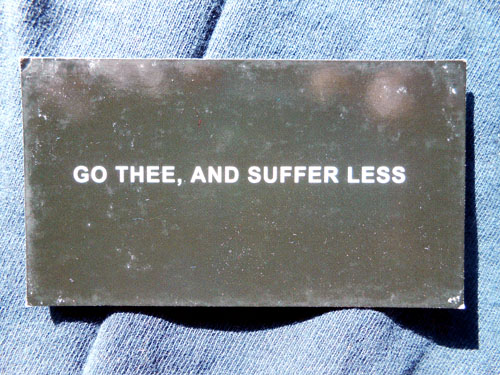 GO THEE, AND SUFFER LESS